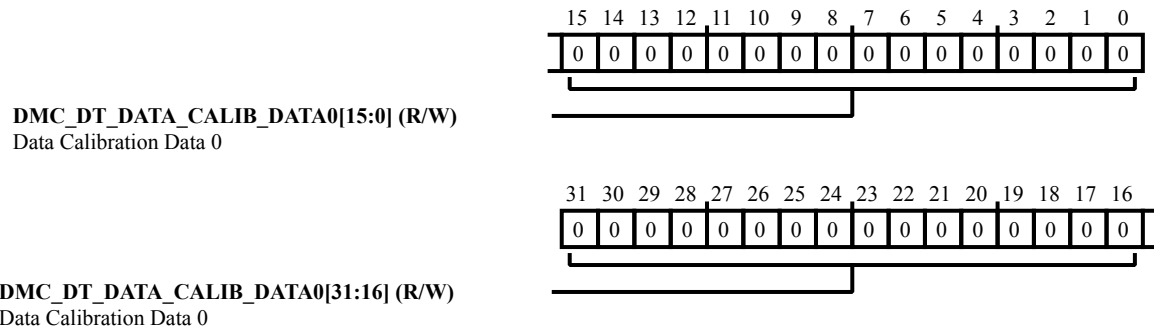 15 14 13 12 11 10 9 8 7 6 5 4 3 2 1 0
0 0 0 0 0 0 0 0 0 0 0 0 0 0 0 0
DMC_DT_DATA_CALIB_DATA0[15:0] (R/W)
Data Calibration Data 0
31 30 29 28 27 26 25 24 23 22 21 20 19 18 17 16
0 0 0 0 0 0 0 0 0 0 0 0 0 0 0 0
DMC_DT_DATA_CALIB_DATA0[31:16] (R/W)
Data Calibration Data 0